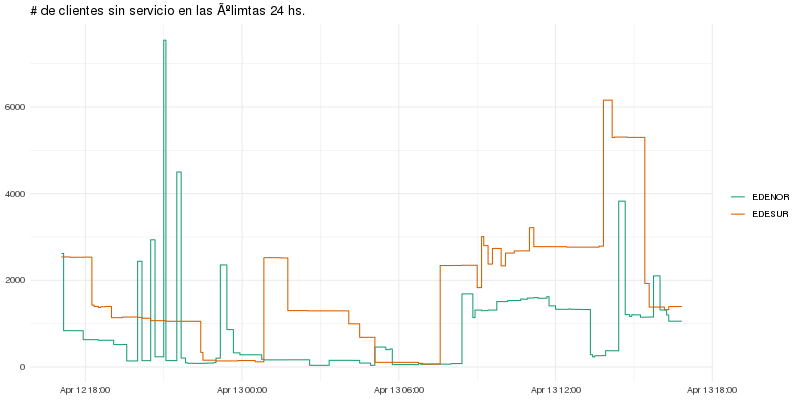 # de clientes sin servicio en las Ãºlimtas 24 hs.
6000
4000
2000
0
Apr 12 18:00
Apr 13 00:00
Apr 13 06:00
Apr 13 12:00
Apr 13 18:00
EDENOR
EDESUR